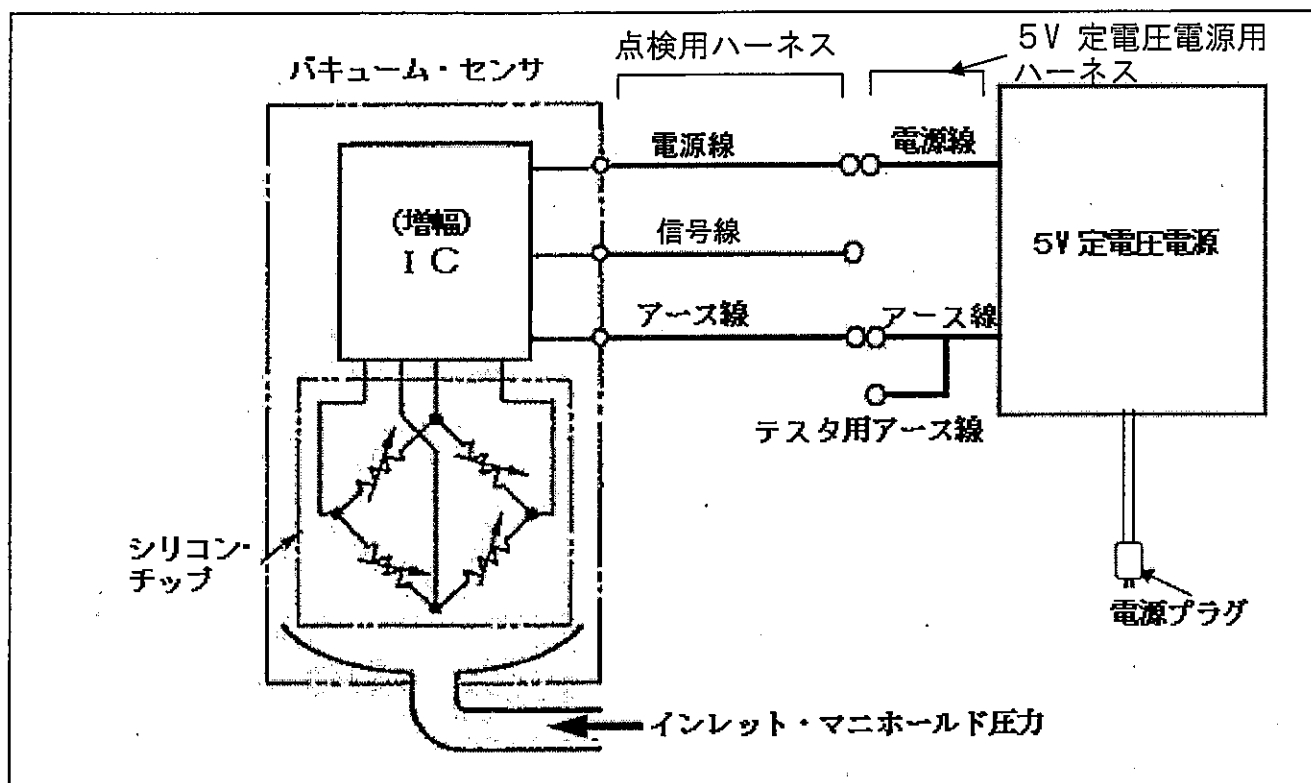 バキューム・センサ
点検用ハーネス
5V 定電圧電源用
ハーネス
電源線
電源線
(増幅)
IC
信号線
5V定電圧電源
アース線
アース線
テスタ用アース線
シリコン・
チップ
電源プラグ
インレット・マニホールド圧力